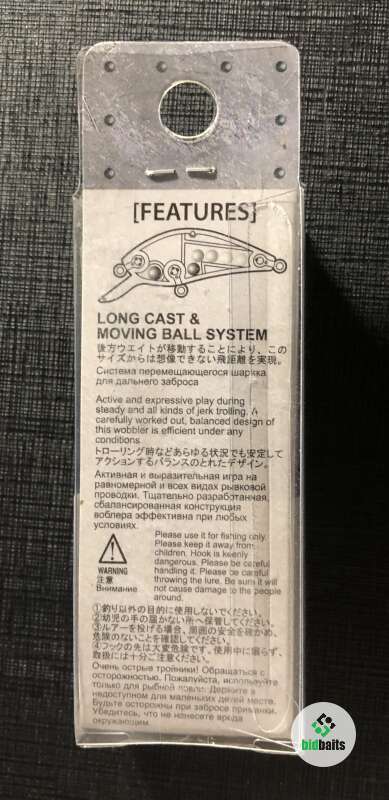 [FEATURES]
LONG CAST &
MOVING BALL SYSTEM
後方ウエイトが移動することにより、この
サイズからは想像できない飛距離を実現。
Система перемещающегося шарика
для дальнего заброса
Active and expressive play during
steady and all kinds of jerk trolling. A
carefully worked out, balanced design of
this wobbler is efficient under any
conditions
トローリング時などあらゆる状況でも安定して
アクションするバランスのとれたデザイン。
Активная и выразительная игра на
равномерной и всех видах рывковой
проводки. Тщательно разработанная,
сбалансированная конструкция
воблера эффективна при любых
условиях.
WARNING
注意
Внимание
Please use it for fishing only.
Please keep it away from
children. Hook is keenly
dangerous. Please be careful
handling it. Please be careful
throwing the lure. Be sure it will
not cause damage to the people
around.
①釣り以外の目的に使用しないでください。
②幼児の手の届かない所へ保管してください。
③ルアーを投げる場合、周囲の安全を確かめ、
危険のないことを確認してください。
④フックの先は大変危険です。使用中に限らず、
取扱には十分ご注意ください。
Очень острые тройники! Обращаться с
осторожностью. Пожалуйста, используйте
только для рыбной ловли. Держите в
недоступном для маленьких детей месте.
Будьте осторожны при забросе приманки.
Убедитесь, что не нанесете вреда
окружающим.
bidbaits